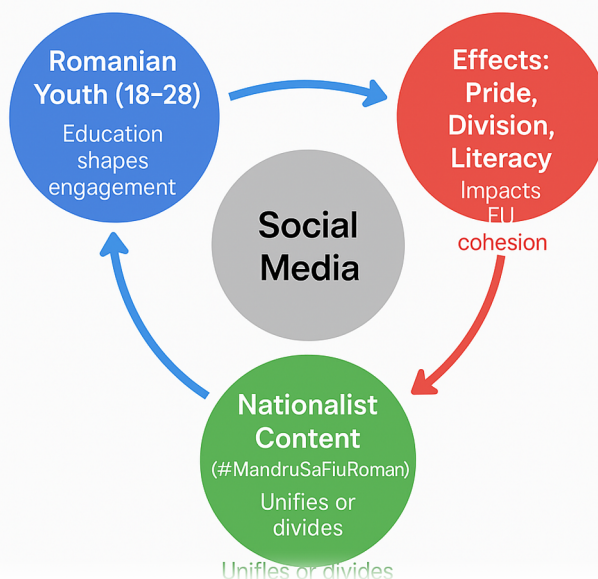 Romanian
Youth (18–28)
Education
shapes
engagement
Effects:
Pride,
Division,
Literacy
Impacts
EU
cohesion
Social
Media
Nationalist
Content
(#MandruSaFiuRoman)
Unifies or
divides
Unifles or divides